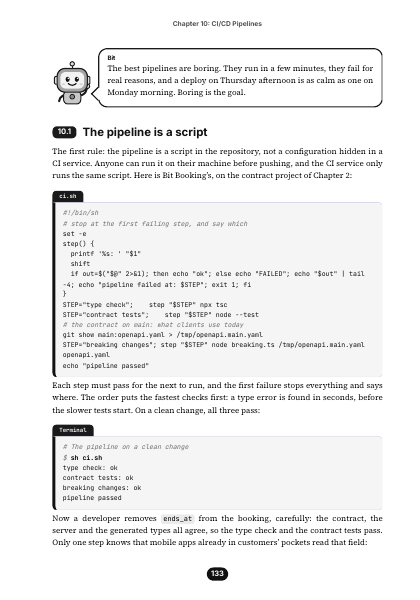 Chapter 10: CI/CD Pipelines
Bit
The best pipelines are boring. They run in a few minutes, they fail for
real reasons, and a deploy on Thursday afternoon is as calm as one on
Monday morning. Boring is the goal.
10.1 The pipeline is a script
The first rule: the pipeline is a script in the repository, not a configuration hidden in a
CI service. Anyone can run it on their machine before pushing, and the CI service only
runs the same script. Here is Bit Booking's, on the contract project of Chapter 2:
ci.sh
#!/bin/sh
# stop at the first failing step, and say which
set -e
step() {
printf '%s: ' "$1"
shift
if out=$("$@" 2>&1); then echo "ok"; else echo "FAILED"; echo "$out" | tail
-4; echo "pipeline failed at: $STEP"; exit 1; fi
}
STEP="type check"; step "$STEP" npx tsc
STEP="contract tests"; step "$STEP" node --test
# the contract on main: what clients use today
git show main:openapi.yaml > /tmp/openapi.main.yaml
STEP="breaking changes"; step "$STEP" node breaking.ts /tmp/openapi.main.yaml
openapi.yaml
echo "pipeline passed"
Each step must pass for the next to run, and the first failure stops everything and says
where. The order puts the fastest checks first: a type error is found in seconds, before
the slower tests start. On a clean change, all three pass:
Terminal
# The pipeline on a clean change
$ sh ci.sh
type check: ok
contract tests: ok
breaking changes: ok
pipeline passed
Now a developer removes ends_at from the booking, carefully: the contract, the
server and the generated types all agree, so the type check and the contract tests pass.
Only one step knows that mobile apps already in customers' pockets read that field:
133